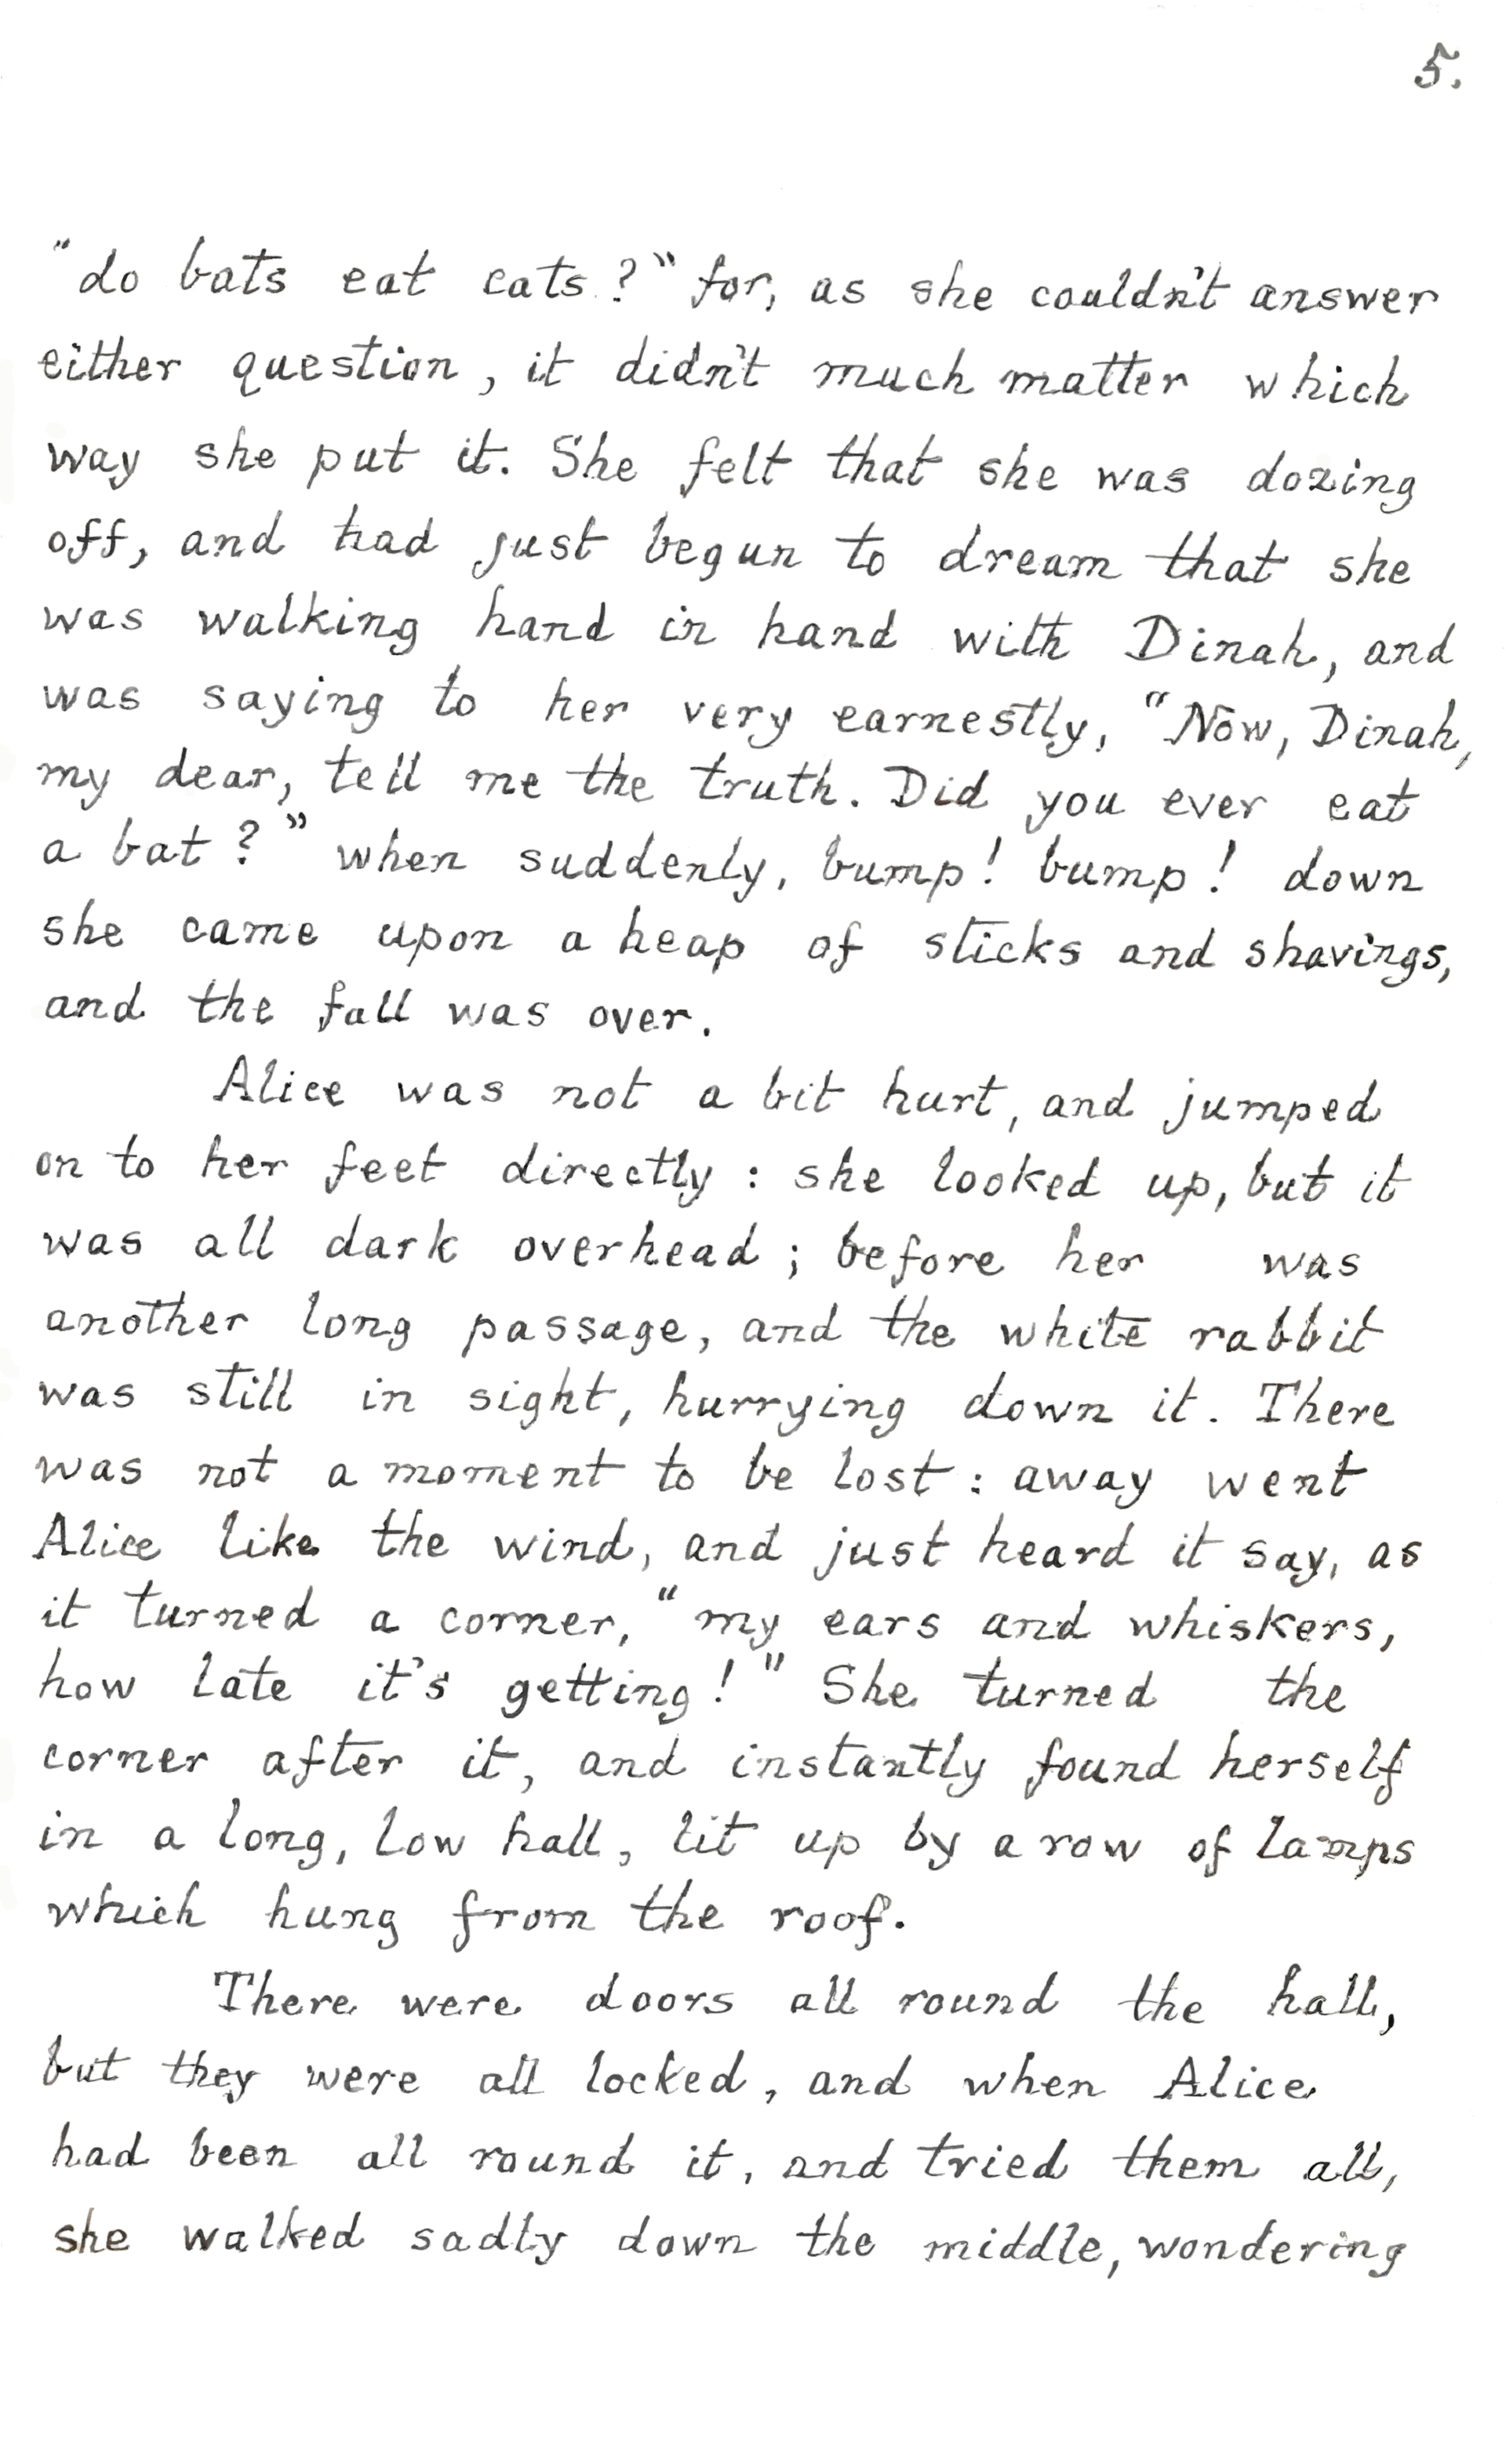 5.
"do bats eat cats?" for, as she couldn't answer
either question, it didn't much matter which
way she put it. She felt that she was dozing
off, and had just begun to dream that she
was walking hand in hand with Dinah, and
was saying to her very earnestly, "Now, Dinah,
my dear, tell me the truth. Did you ever eat
a bat?" when suddenly, bump! bump! down
she came upon a heap of sticks and shavings,
and the fall was over.
Alice was not a bit hurt, and jumped
on to her feet directly: she looked up, but it
was all dark overhead; before her was
another long passage, and the white rabbit
was still in sight, hurrying down it. There
was not a moment to be lost: away went
Alice like the wind, and just heard it say, as
it turned a corner, "my ears and whiskers,
how late it's getting!" She turned the
corner after it, and instantly found herself
in a long, low hall, lit up by a row of lamps
which hung from the roof.
There were doors all round the hall,
but they were all locked, and when Alice
had been all round it, and tried them all,
she walked sadly down the middle, wondering